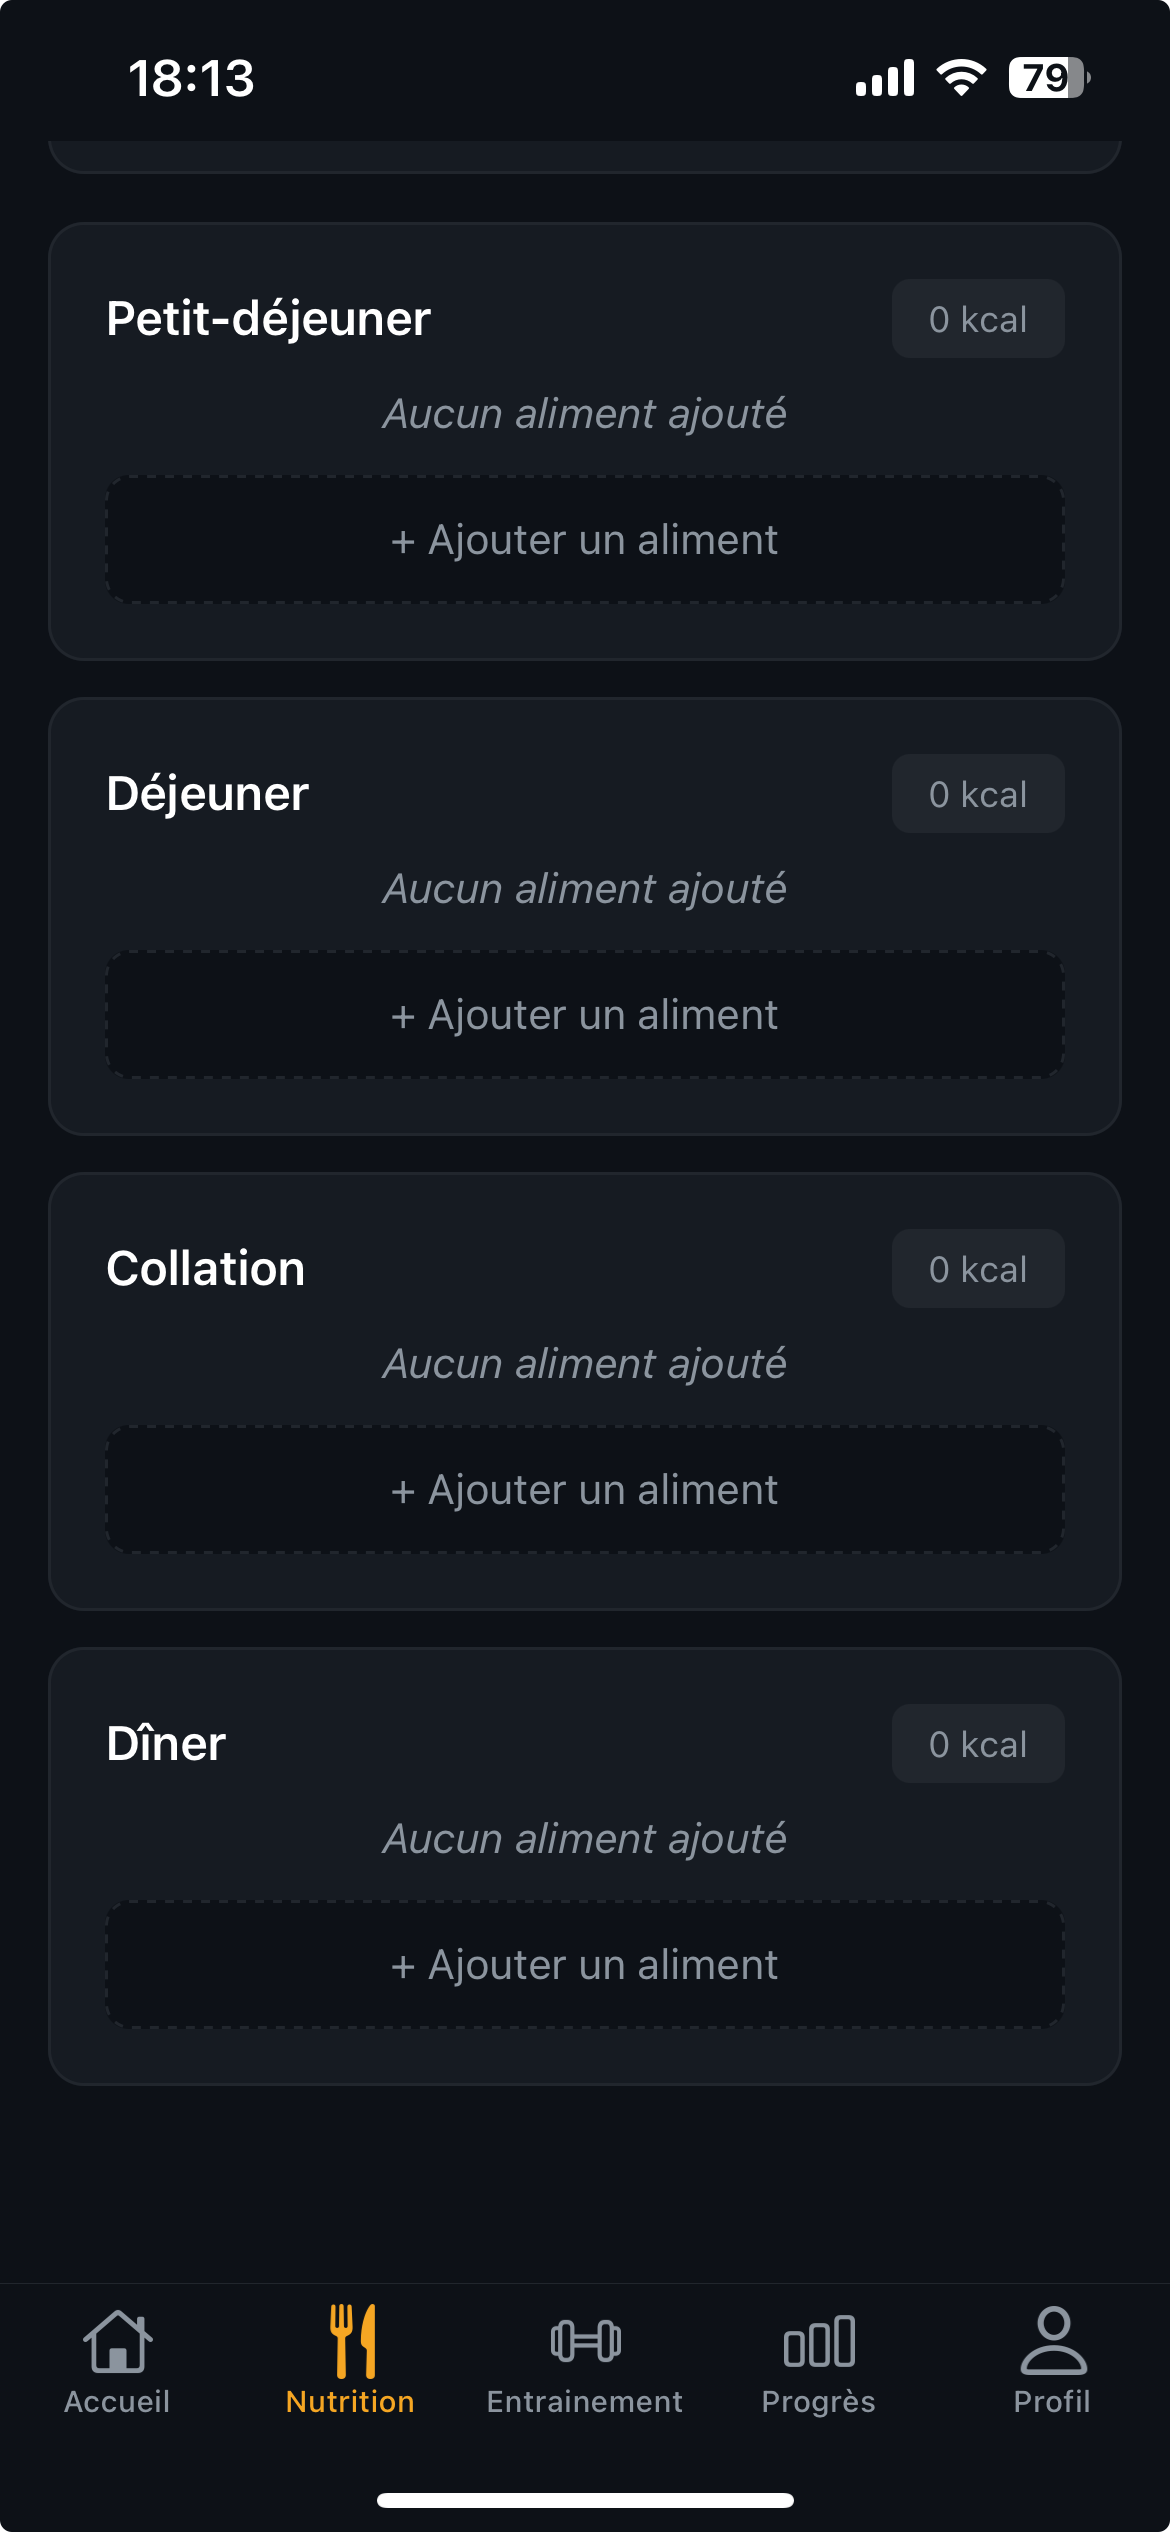 18:13
79
Petit-déjeuner
0 kcal
Aucun aliment ajouté
+ Ajouter un aliment
Déjeuner
0 kcal
Aucun aliment ajouté
+ Ajouter un aliment
Collation
0 kcal
Aucun aliment ajouté
+ Ajouter un aliment
Dîner
0 kcal
Aucun aliment ajouté
+ Ajouter un aliment
Accueil
Nutrition
Entrainement
Progrès
Profil